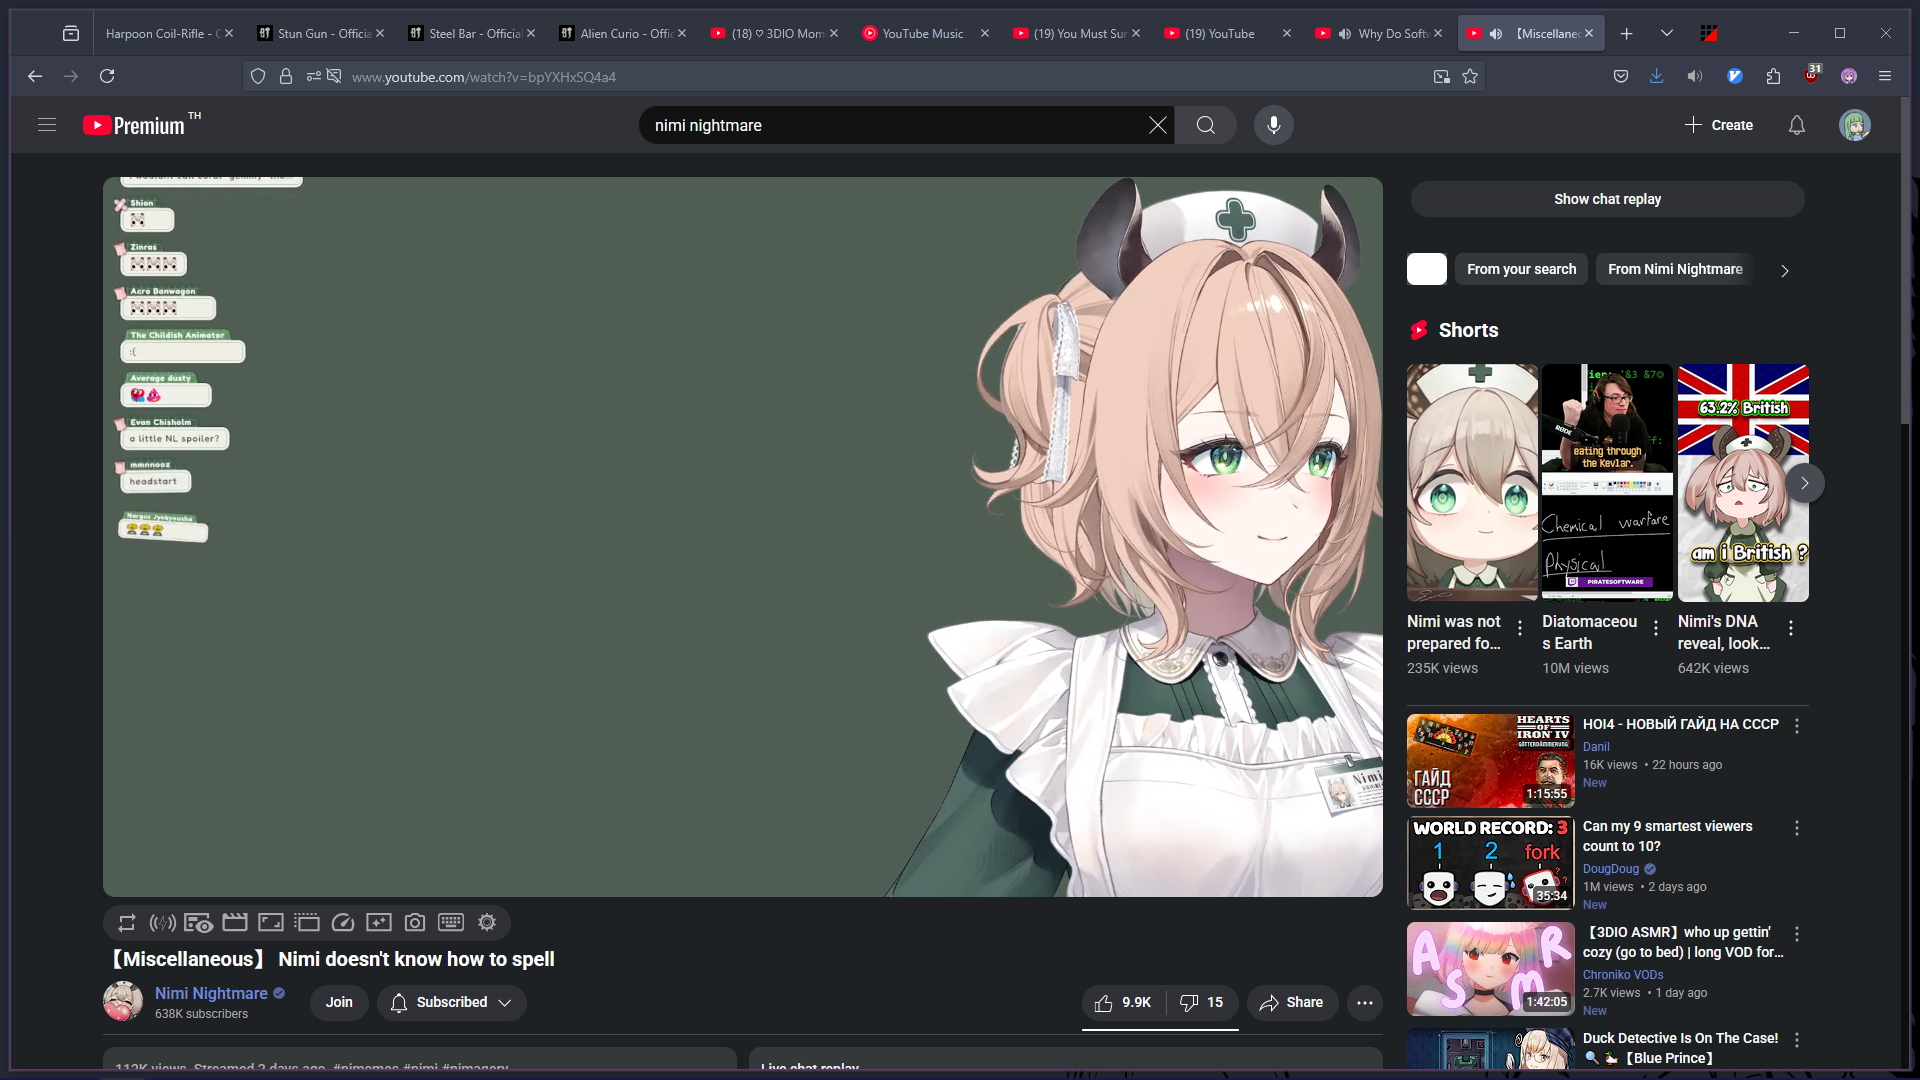 Harpoon Coil-Rifle - C
Stun Gun - Officia
Steel Bar - Official
Alien Curio - Offic
(18) ♡ 3DIO Mom
YouTube Music
(19) You Must Sur
(19) YouTube
Why Do Softw
【Miscellaneo
www.youtube.com/watch?v=bpYXHxSQ4a4
31
Premium TH
nimi nightmare
Create
Shion
Zinras
Acro Banwagon
The Childish Animator
:(
Average dusty
Evan Chisholm
a little NL spoiler?
mmnnooz
headstart
Nargus Jynkyousha
Nimi
Show chat replay
From your search
From Nimi Nightmare
Shorts
eating through
the Kevlar.
Chemical warfare
Physical
PIRATESOFTWARE
63.2% British
am i British ?
Nimi was not
prepared fo...
235K views
Diatomaceou
s Earth
10M views
Nimi's DNA
reveal, look...
642K views
HEARTS
OF
IRON IV
GÖTTERDÄMMERUNG
ГАЙД
СССР
1:15:55
HOI4 - НОВЫЙ ГАЙД НА СССР
Danil
16K views • 22 hours ago
New
WORLD RECORD: 3
1 2 fork
35:34
Can my 9 smartest viewers
count to 10?
DougDoug
1M views • 2 days ago
New
ASMR
1:42:05
【3DIO ASMR】who up gettin'
cozy (go to bed) | long VOD for...
Chroniko VODs
2.7K views • 1 day ago
New
Duck Detective Is On The Case!
【Blue Prince】
【Miscellaneous】 Nimi doesn't know how to spell
Nimi Nightmare
638K subscribers
Join
Subscribed
9.9K
15
Share
112K views Streamed 2 days ago #nimemes #nimi #nimagery
Live chat replay